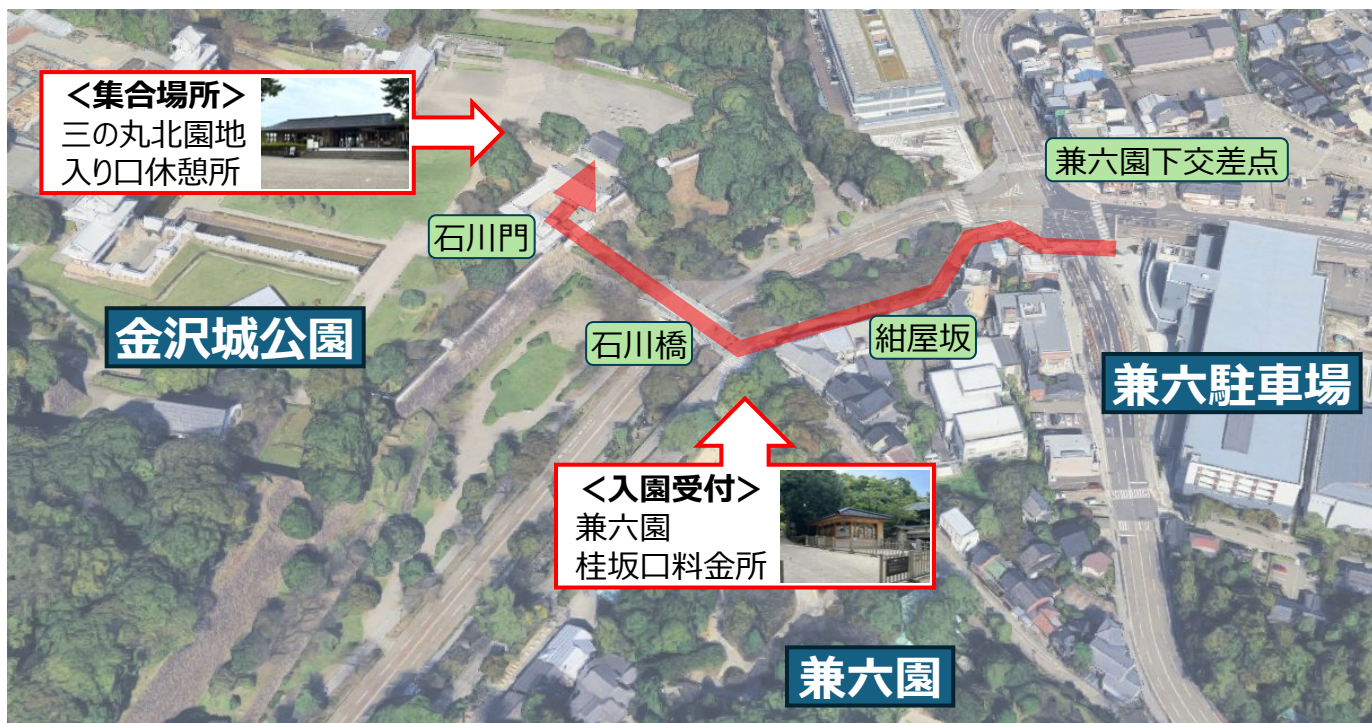 ＜集合場所＞
三の丸北園地
入り口休憩所
兼六園下交差点
石川門
金沢城公園
石川橋
紺屋坂
兼六駐車場
＜入園受付＞
兼六園
桂坂口料金所
兼六園